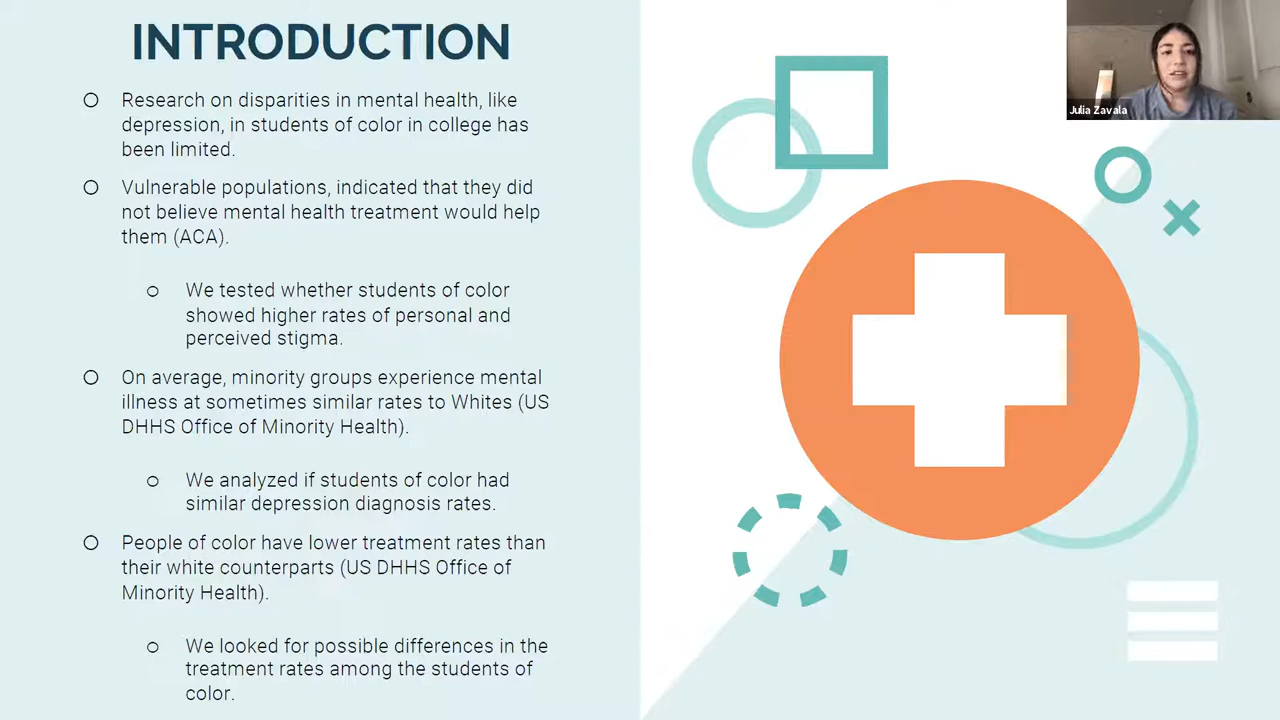 INTRODUCTION
Research on disparities in mental health, like
depression, in students of color in college has
been limited.
Vulnerable populations, indicated that they did
not believe mental health treatment would help
them (ACA).
We tested whether students of color
showed higher rates of personal and
perceived stigma.
On average, minority groups experience mental
illness at sometimes similar rates to Whites (US
DHHS Office of Minority Health).
We analyzed if students of color had
similar depression diagnosis rates.
People of color have lower treatment rates than
their white counterparts (US DHHS Office of
Minority Health).
We looked for possible differences in the
treatment rates among the students of
color.
Julia Zavala